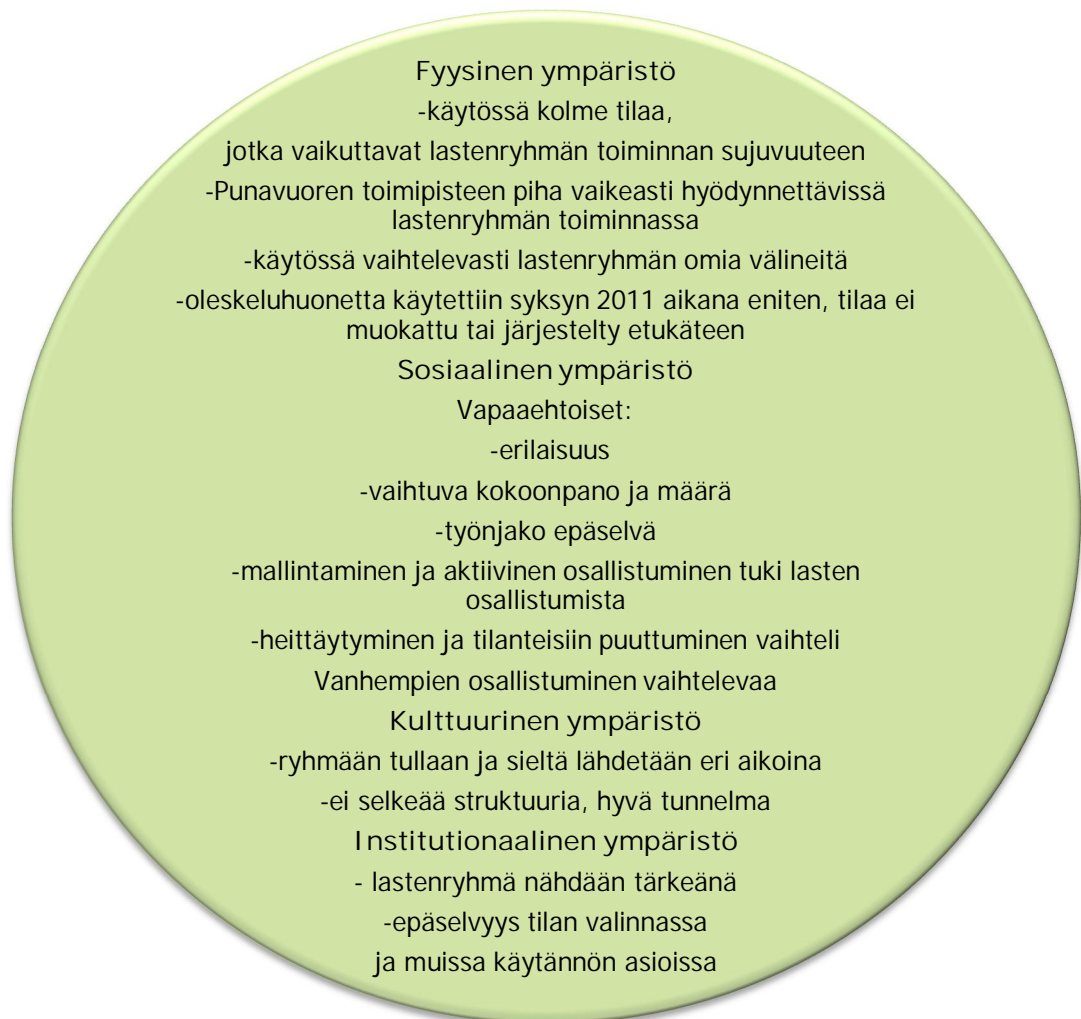 Fyysinen ympäristö
-käytössä kolme tilaa,
jotka vaikuttavat lastenryhmän toiminnan sujuvuuteen
-Punavuoren toimipisteen piha vaikeasti hyödynnettävissä
lastenryhmän toiminnassa
-käytössä vaihtelevasti lastenryhmän omia välineitä
-oleskeluhuonetta käytettiin syksyn 2011 aikana eniten, tilaa ei
muokattu tai järjestelty etukäteen
Sosiaalinen ympäristö
Vapaaehtoiset:
-erilaisuus
-vaihtuva kokoonpano ja määrä
-työnjako epäselvä
-mallintaminen ja aktiivinen osallistuminen tuki lasten
osallistumista
-heittäytyminen ja tilanteisiin puuttuminen vaihteli
Vanhempien osallistuminen vaihtelevaa
Kulttuurinen ympäristö
-ryhmään tullaan ja sieltä lähdetään eri aikoina
-ei selkeää struktuuria, hyvä tunnelma
Institutionaalinen ympäristö
- lastenryhmä nähdään tärkeänä
-epäselvyys tilan valinnassa
ja muissa käytännön asioissa